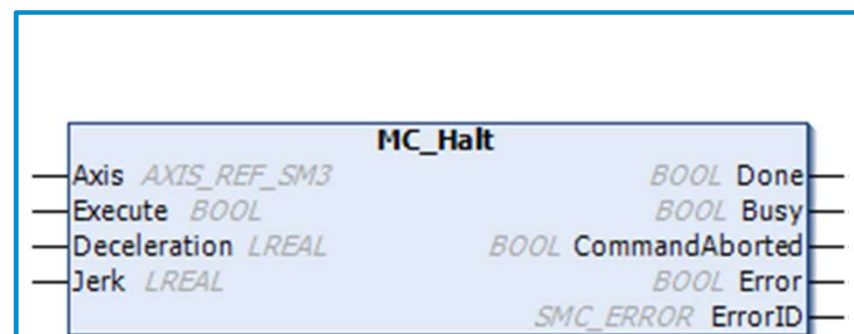 MC_Halt
Axis AXIS_REF_SM3 BOOL Done
Execute BOOL BOOL Busy
Deceleration LREAL BOOL CommandAborted
Jerk LREAL BOOL Error
SMC_ERROR ErrorID